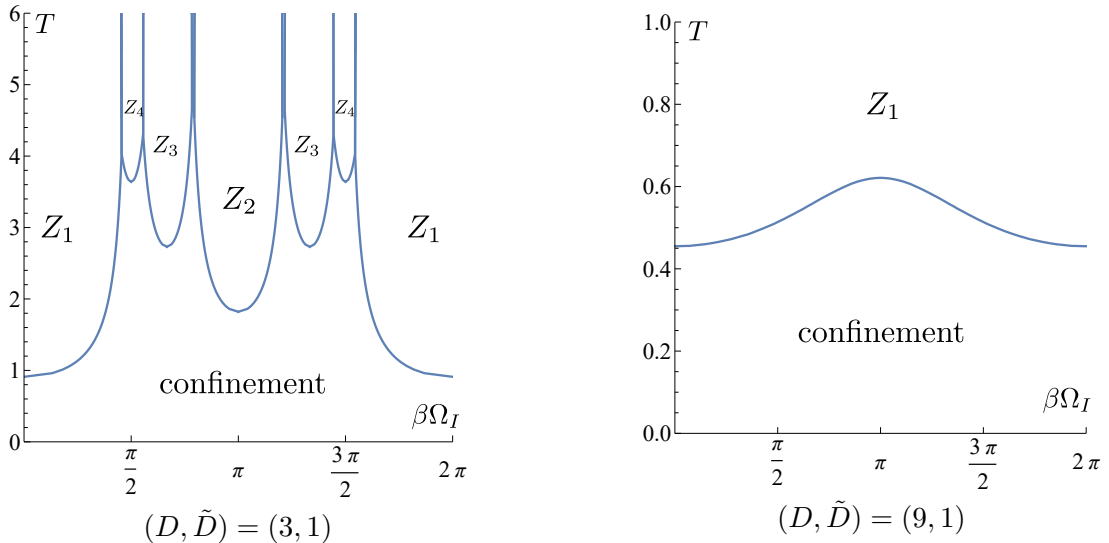 6
T
5
4
3
2
1
0
Z₁
Z₄
Z₃
Z₂
Z₃
Z₄
Z₁
confinement
βΩ_I
π/2
π
3π/2
2π
(D, D̃) = (3, 1)
1.0
T
0.8
0.6
0.4
0.2
0.0
Z₁
confinement
βΩ_I
π/2
π
3π/2
2π
(D, D̃) = (9, 1)